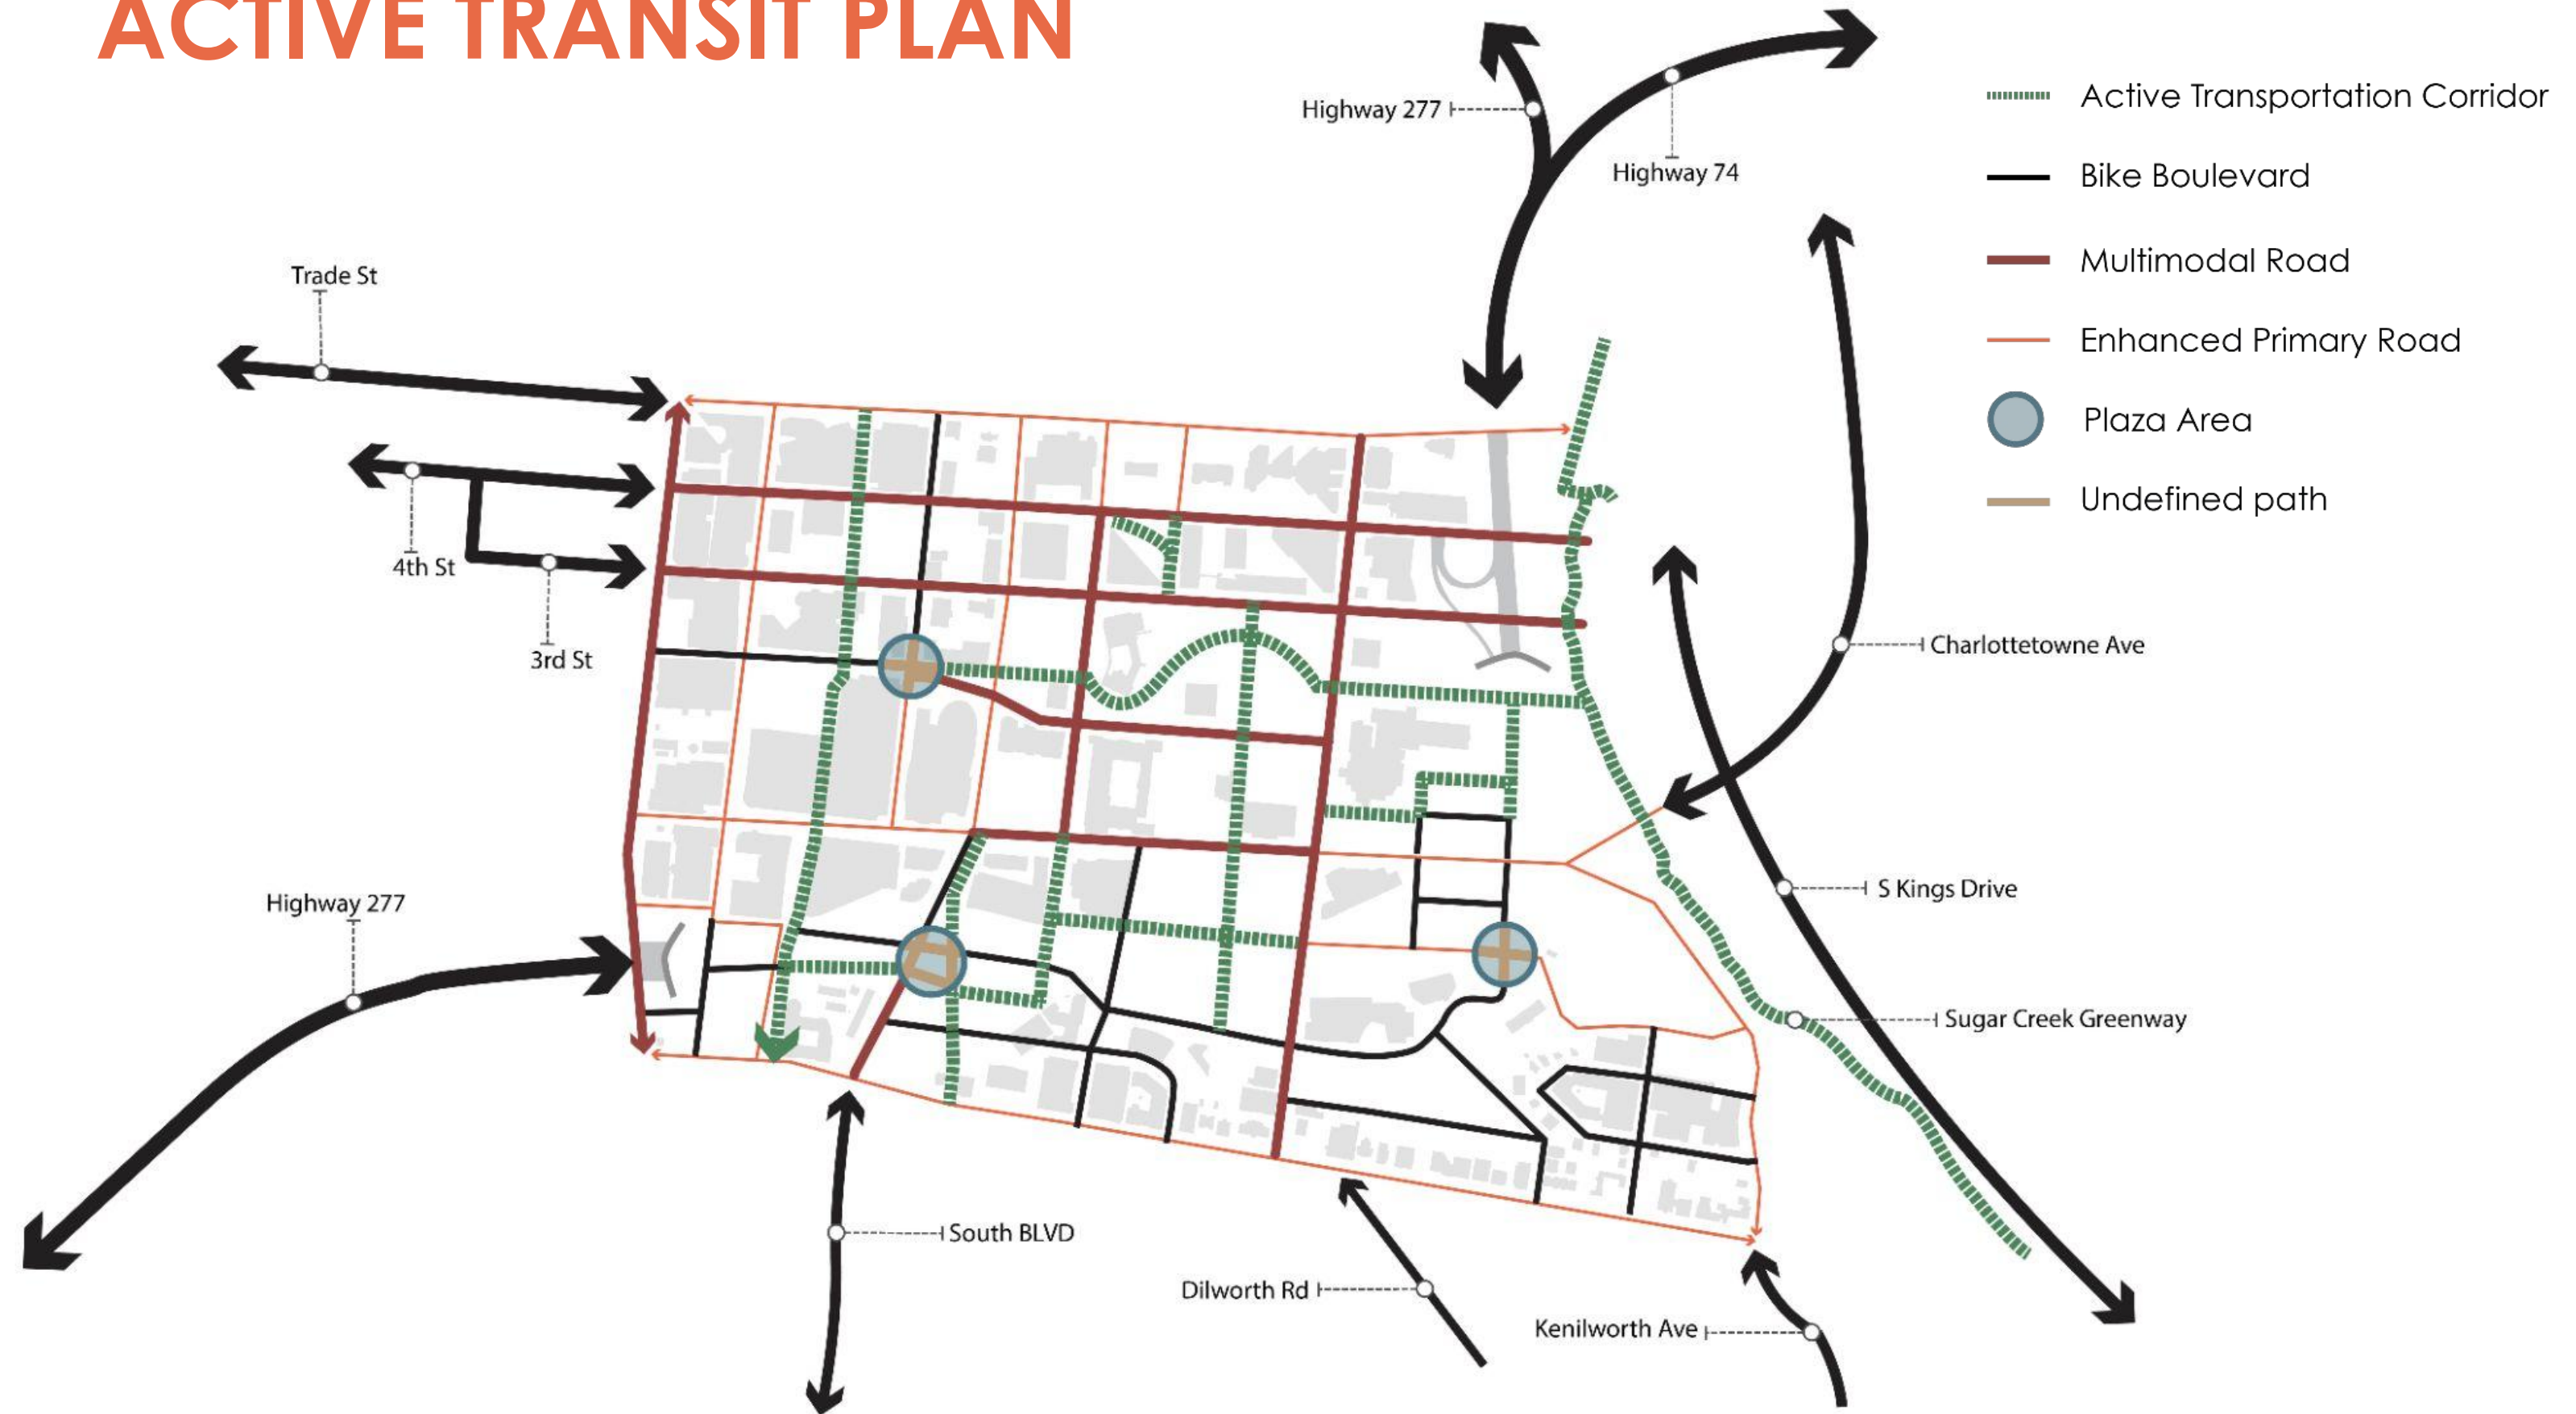 ACTIVE TRANSIT PLAN
Highway 277
Highway 74
Active Transportation Corridor
Bike Boulevard
Multimodal Road
Enhanced Primary Road
Plaza Area
Undefined path
Trade St
4th St
3rd St
Charlottetowne Ave
Highway 277
S Kings Drive
Sugar Creek Greenway
South BLVD
Dilworth Rd
Kenilworth Ave